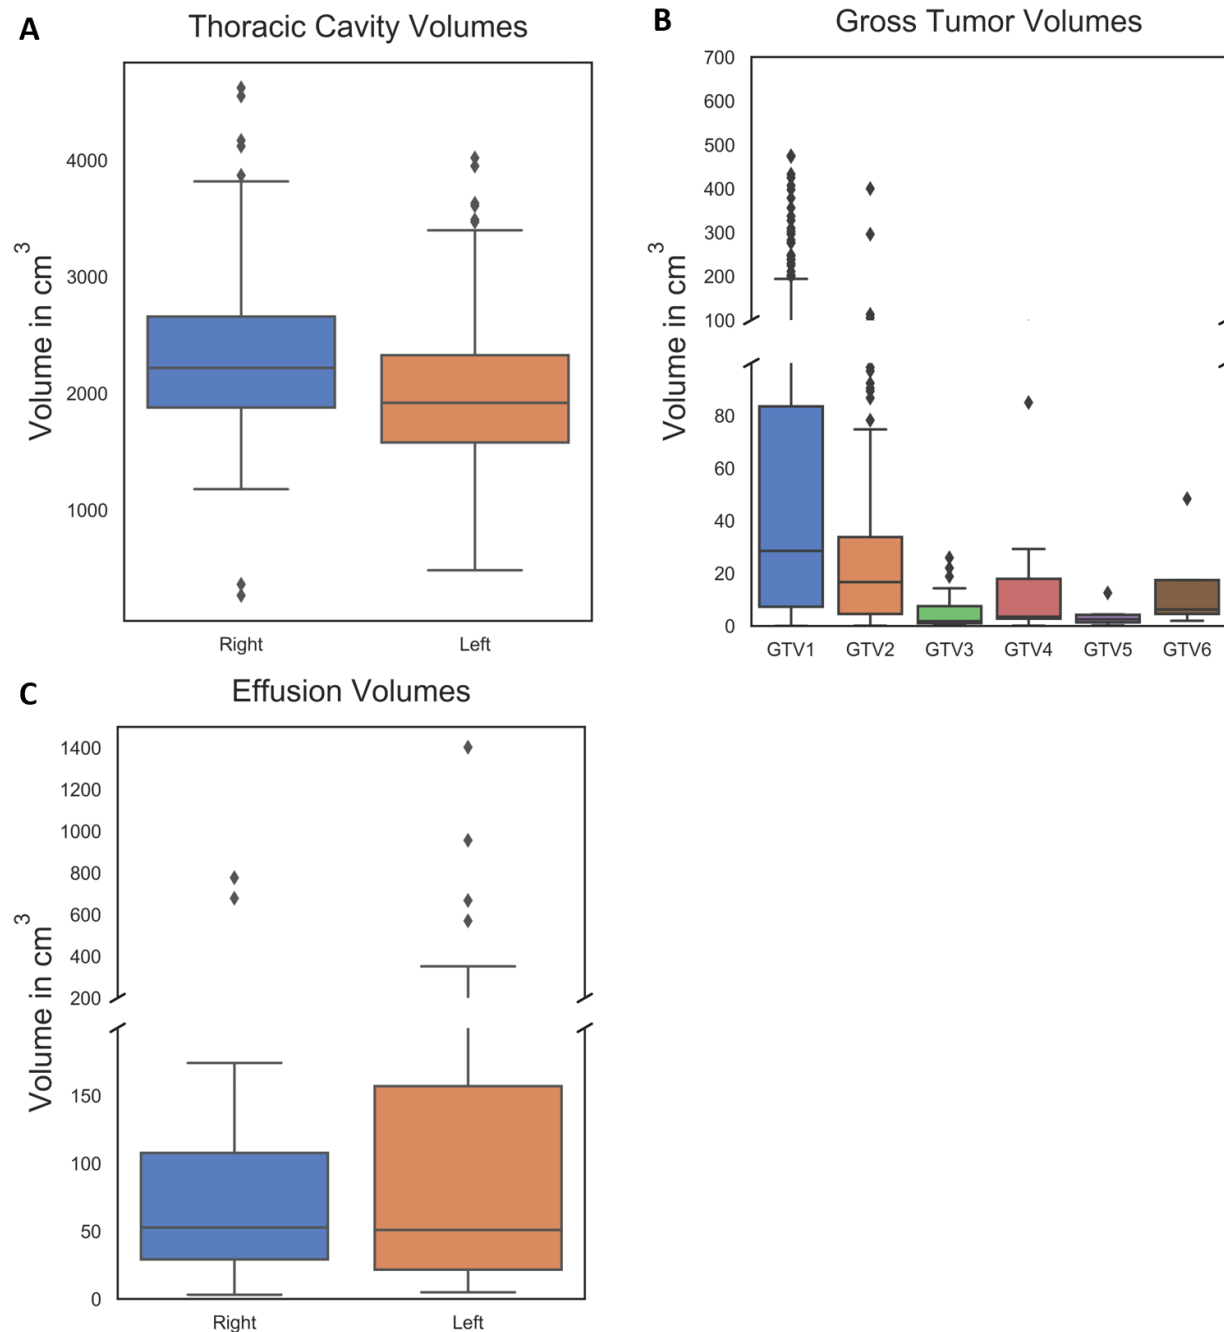 A
Thoracic Cavity Volumes
Volume in cm³
4000
3000
2000
1000
Right Left
B
Gross Tumor Volumes
Volume in cm³
700
600
500
400
300
200
100
80
60
40
20
0
GTV1 GTV2 GTV3 GTV4 GTV5 GTV6
C
Effusion Volumes
Volume in cm³
1400
1200
1000
800
600
400
200
150
100
50
0
Right Left